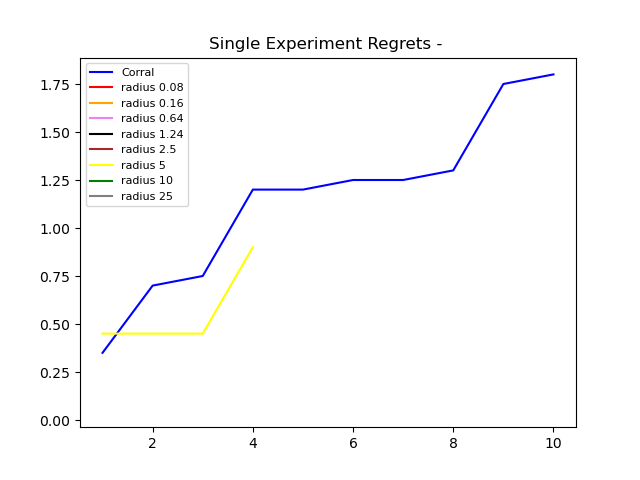 Single Experiment Regrets -
Corral
radius 0.08
radius 0.16
radius 0.64
radius 1.24
radius 2.5
radius 5
radius 10
radius 25
1.75
1.50
1.25
1.00
0.75
0.50
0.25
0.00
2 4 6 8 10